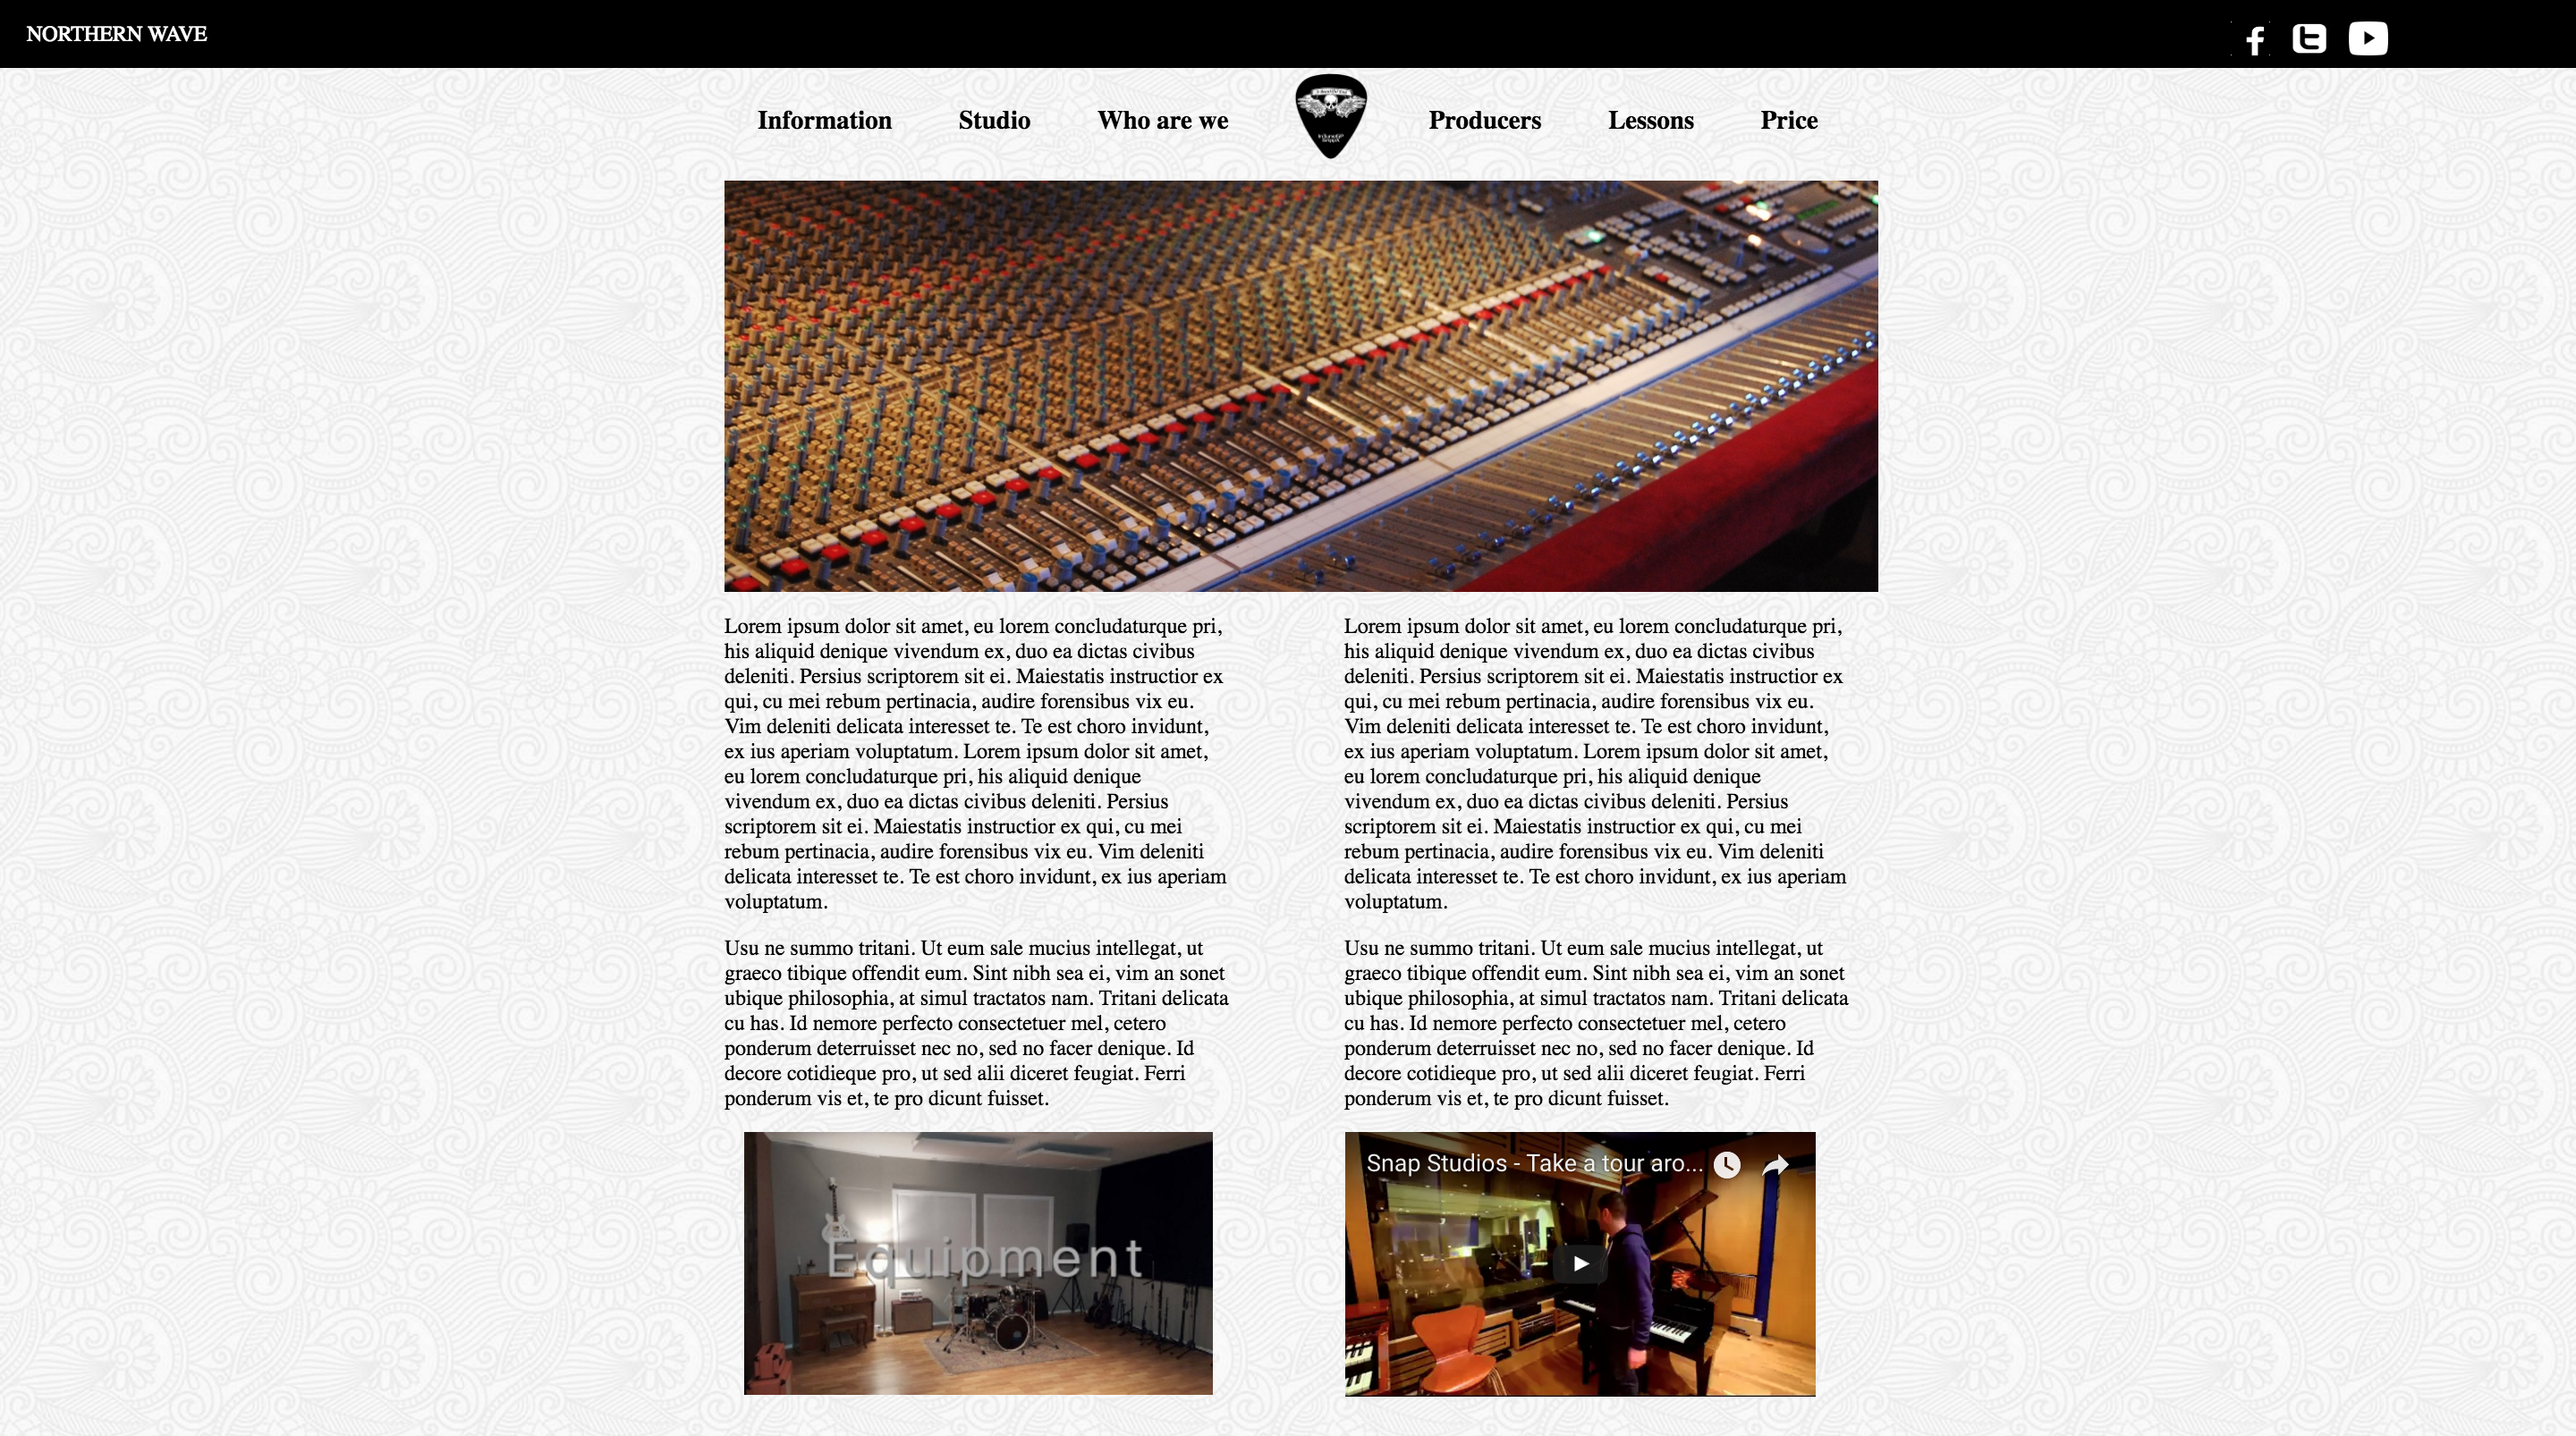 NORTHERN WAVE
Information Studio Who are we Producers Lessons Price
Lorem ipsum dolor sit amet, eu lorem concludaturque pri,
his aliquid denique vivendum ex, duo ea dictas civibus
deleniti. Persius scriptorem sit ei. Maiestatis instructior ex
qui, cu mei rebum pertinacia, audire forensibus vix eu.
Vim deleniti delicata interesset te. Te est choro invidunt,
ex ius aperiam voluptatum. Lorem ipsum dolor sit amet,
eu lorem concludaturque pri, his aliquid denique
vivendum ex, duo ea dictas civibus deleniti. Persius
scriptorem sit ei. Maiestatis instructior ex qui, cu mei
rebum pertinacia, audire forensibus vix eu. Vim deleniti
delicata interesset te. Te est choro invidunt, ex ius aperiam
voluptatum.
Usu ne summo tritani. Ut eum sale mucius intellegat, ut
graeco tibique offendit eum. Sint nibh sea ei, vim an sonet
ubique philosophia, at simul tractatos nam. Tritani delicata
cu has. Id nemore perfecto consectetuer mel, cetero
ponderum deterruisset nec no, sed no facer denique. Id
decore cotidieque pro, ut sed alii diceret feugiat. Ferri
ponderum vis et, te pro dicunt fuisset.
Equipment
Lorem ipsum dolor sit amet, eu lorem concludaturque pri,
his aliquid denique vivendum ex, duo ea dictas civibus
deleniti. Persius scriptorem sit ei. Maiestatis instructior ex
qui, cu mei rebum pertinacia, audire forensibus vix eu.
Vim deleniti delicata interesset te. Te est choro invidunt,
ex ius aperiam voluptatum. Lorem ipsum dolor sit amet,
eu lorem concludaturque pri, his aliquid denique
vivendum ex, duo ea dictas civibus deleniti. Persius
scriptorem sit ei. Maiestatis instructior ex qui, cu mei
rebum pertinacia, audire forensibus vix eu. Vim deleniti
delicata interesset te. Te est choro invidunt, ex ius aperiam
voluptatum.
Usu ne summo tritani. Ut eum sale mucius intellegat, ut
graeco tibique offendit eum. Sint nibh sea ei, vim an sonet
ubique philosophia, at simul tractatos nam. Tritani delicata
cu has. Id nemore perfecto consectetuer mel, cetero
ponderum deterruisset nec no, sed no facer denique. Id
decore cotidieque pro, ut sed alii diceret feugiat. Ferri
ponderum vis et, te pro dicunt fuisset.
Snap Studios - Take a tour aro...